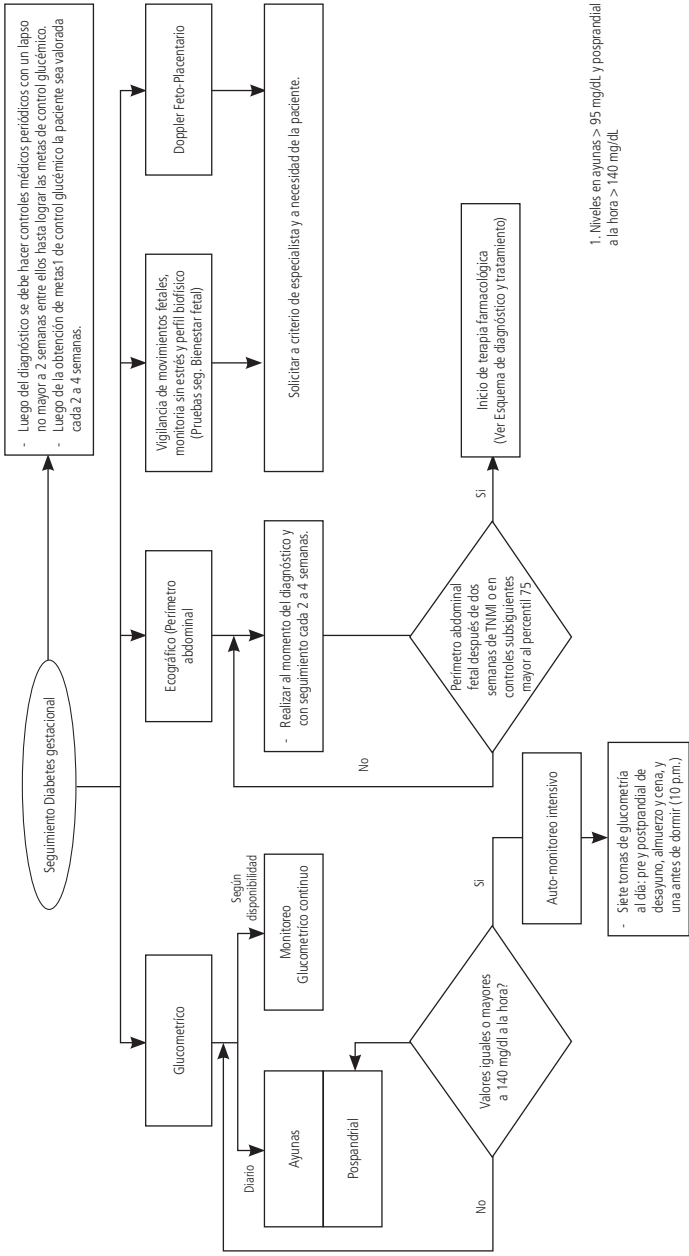 Seguimiento Diabetes gestacional
- Luego del diagnóstico se debe hacer controles médicos periódicos con un lapso
no mayor a 2 semanas entre ellos hasta lograr las metas de control glucémico.
- Luego de la obtención de metas1 de control glucémico la paciente sea valorada
cada 2 a 4 semanas.
Glucometrico
Ecográfico (Perímetro
abdominal
Vigilancia de movimientos fetales,
monitoria sin estrés y perfil biofísico
(Pruebas seg. Bienestar fetal)
Doppler Feto-Placentario
Diario
Según
disponibilidad
Ayunas
Pospandrial
Monitoreo
Glucometríco continuo
- Realizar al momento del diagnóstico y
con seguimiento cada 2 a 4 semanas.
Solicitar a criterio de especialista y a necesidad de la paciente.
No
Valores iguales o mayores
a 140 mg/dl a la hora?
Si
No
Perímetro abdominal
fetal después de dos
semanas de TNMI o en
controles subsiguientes
mayor al percentil 75
Si
Inicio de terapia farmacológica
(Ver Esquema de diagnóstico y tratamiento)
Auto-monitoreo intensivo
- Siete tomas de glucometría
al día: pre y postprandial de
desayuno, almuerzo y cena, y
una antes de dormir (10 p.m.)
1. Niveles en ayunas > 95 mg/dL y posprandial
a la hora > 140 mg/dL